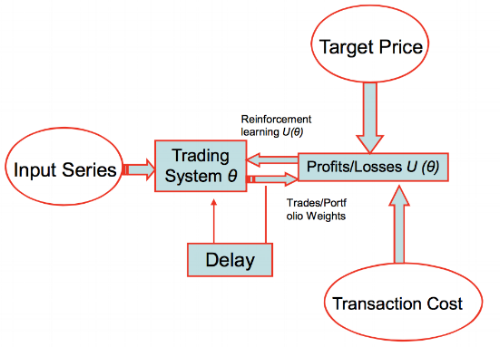 Target Price
Reinforcement
learning U(θ)
Input Series
Trading
System θ
Profits/Losses U (θ)
Trades/Portf
olio Weights
Delay
Transaction Cost